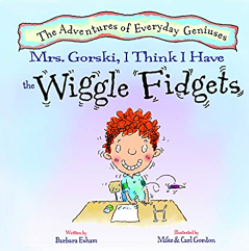 The Adventures of Everyday Geniuses
Mrs. Gorski, I Think I Have
the Wiggle Fidgets
Written by Illustrated by
Barbara Esham Mike & Carl Gordon